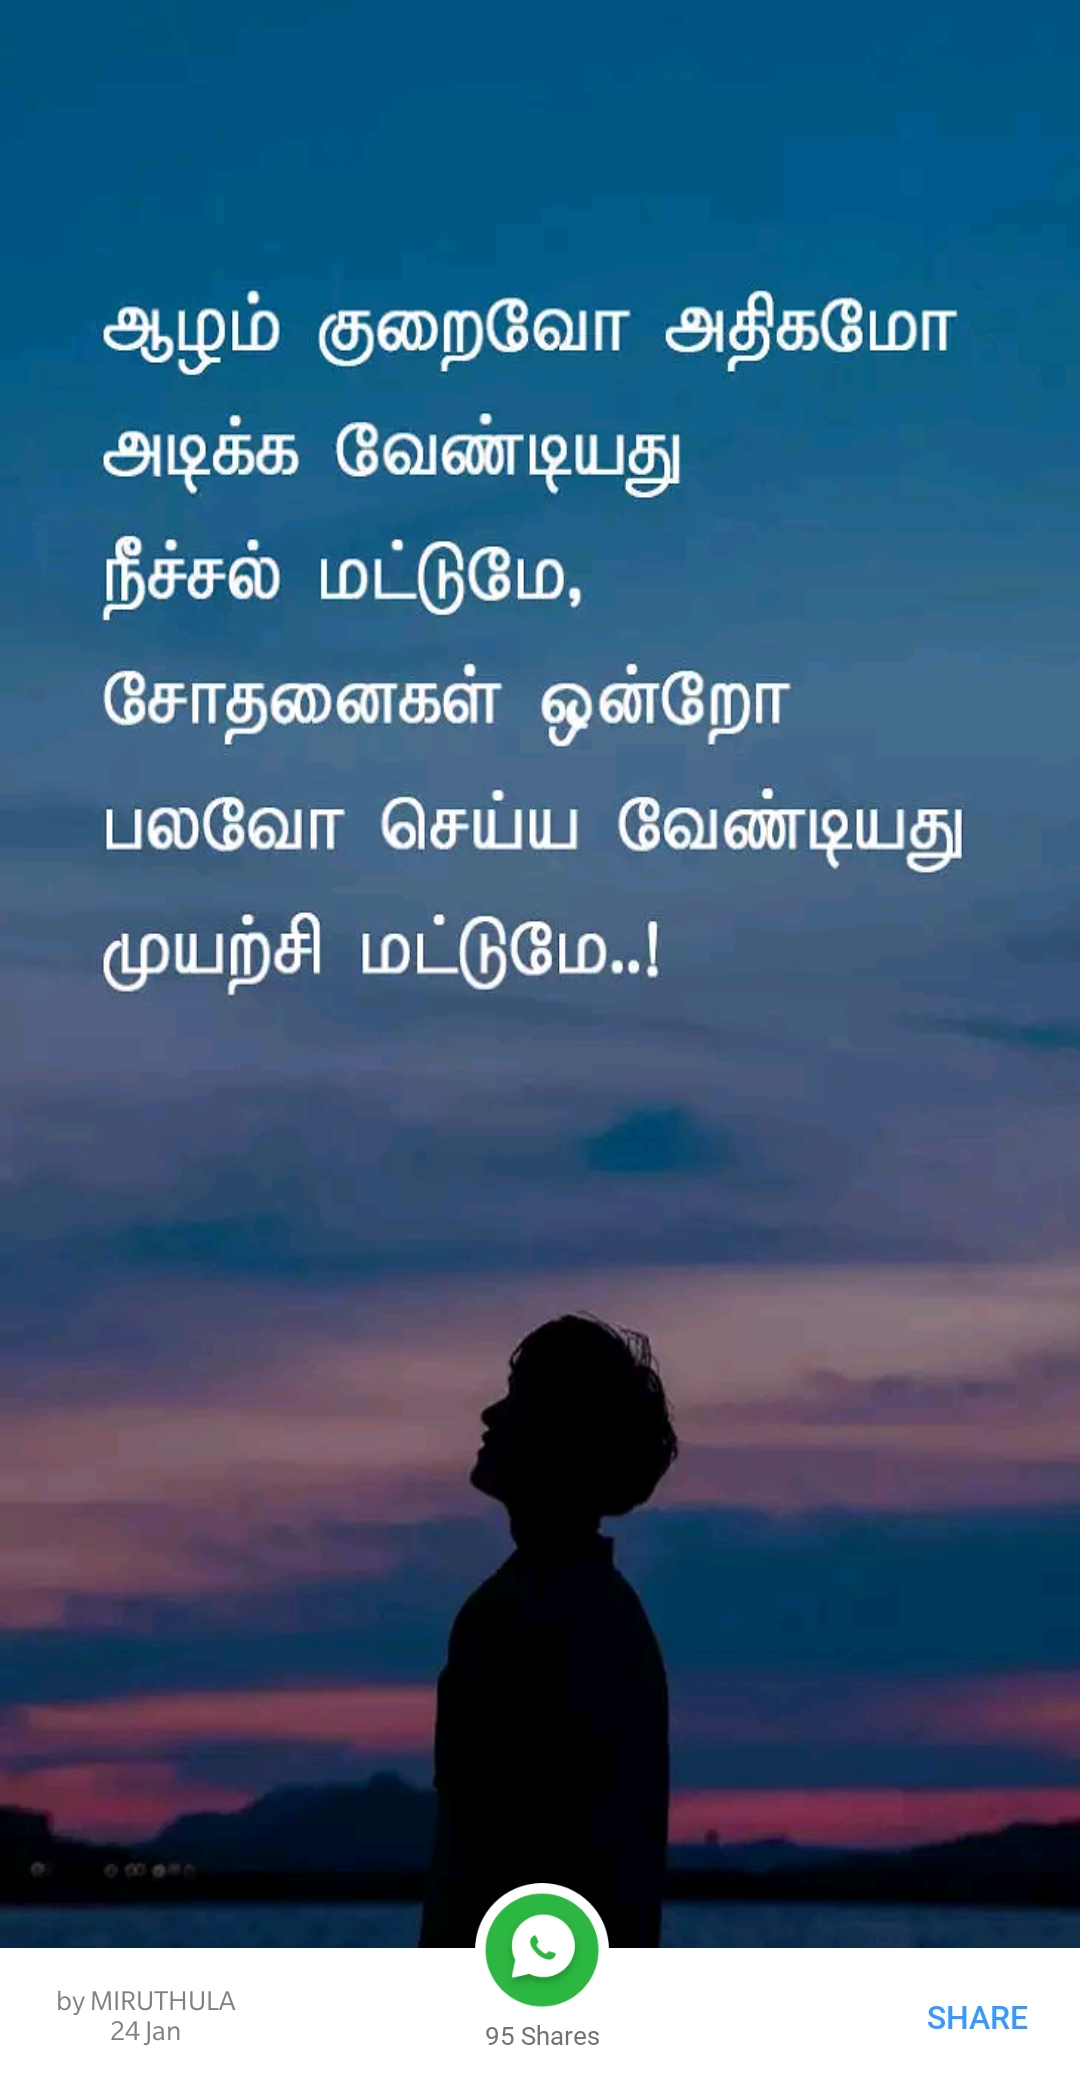 ஆழம் குறைவோ அதிகமோ
அடிக்க வேண்டியது
நீச்சல் மட்டுமே,
சோதனைகள் ஒன்றோ
பலவோ செய்ய வேண்டியது
முயற்சி மட்டுமே..!
by MIRUTHULA
24 Jan
95 Shares
SHARE